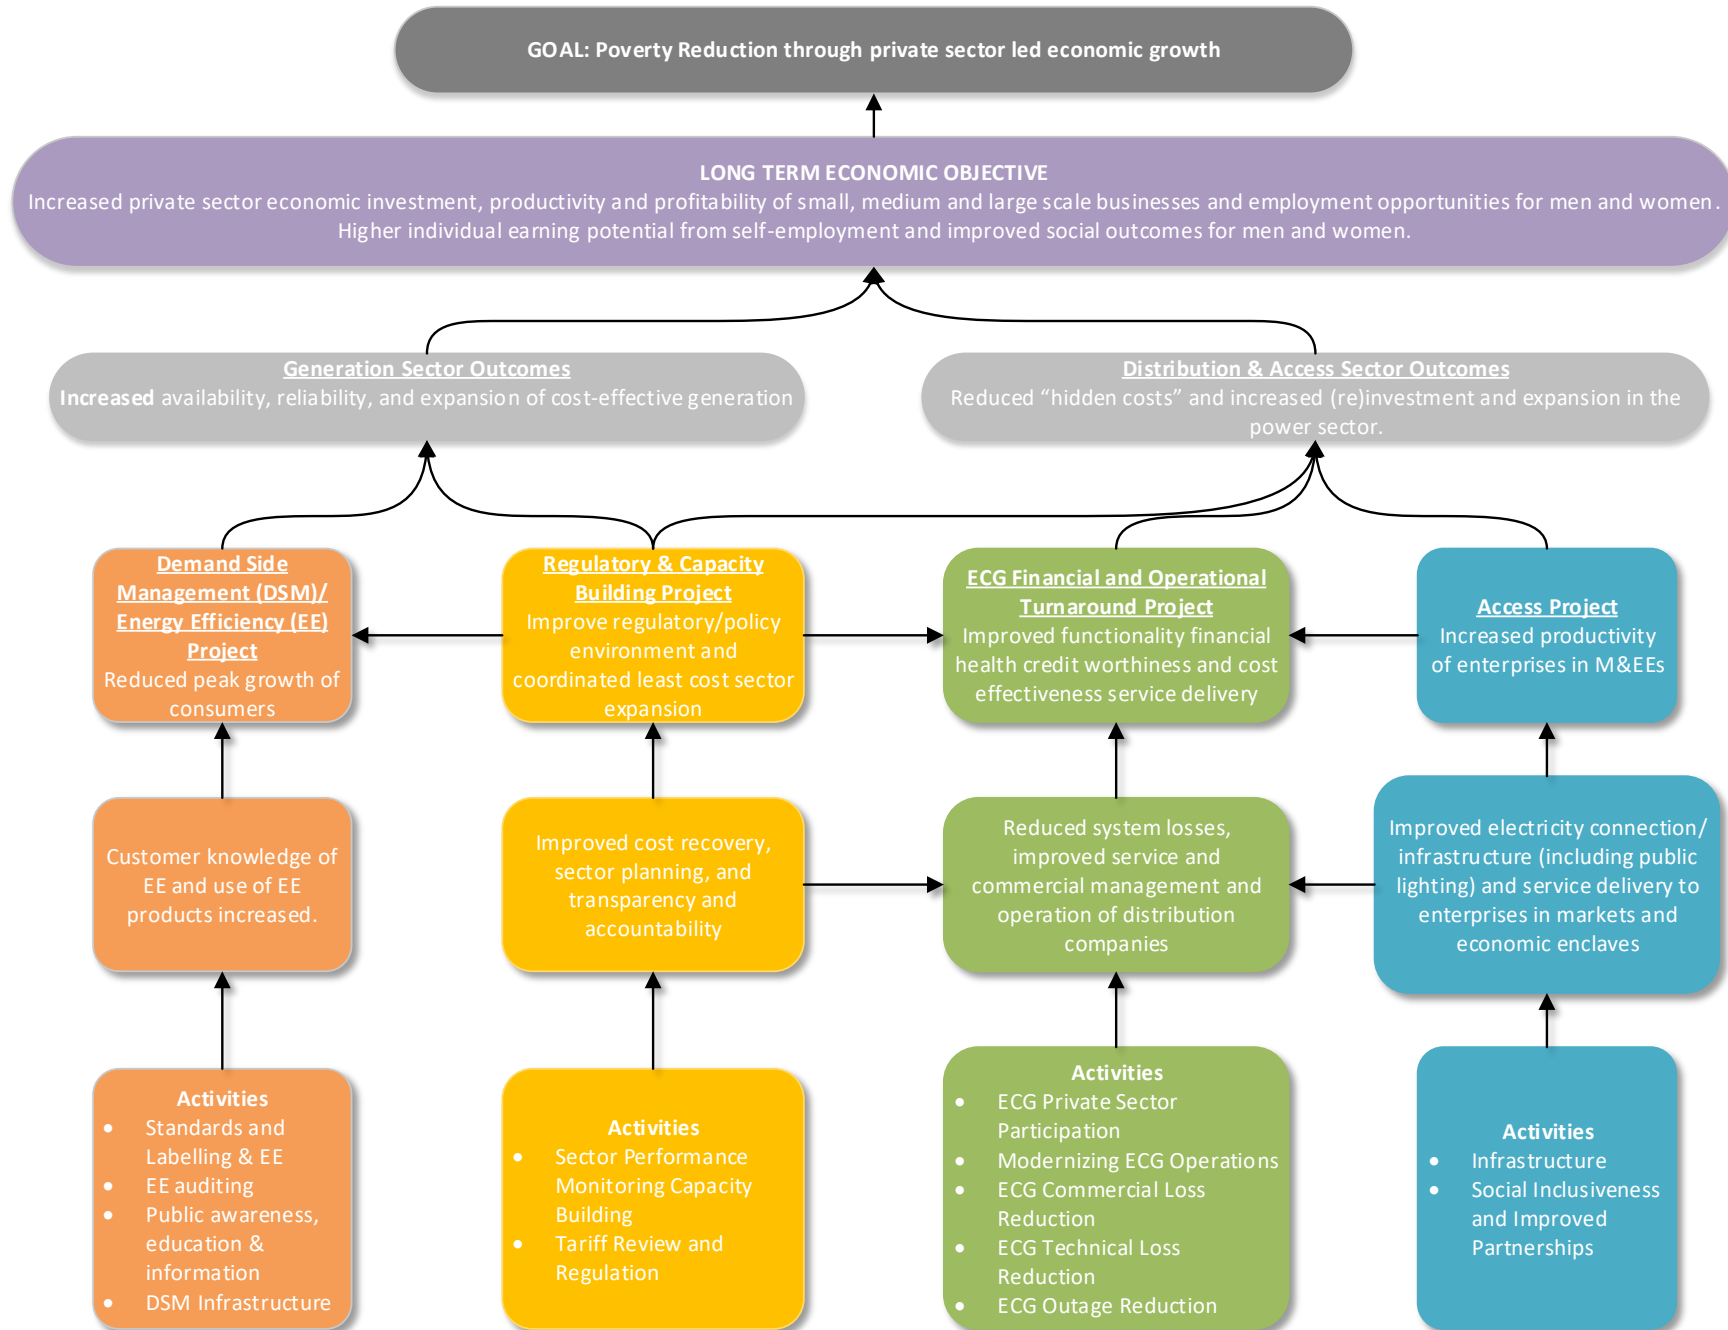 GOAL: Poverty Reduction through private sector led economic growth
LONG TERM ECONOMIC OBJECTIVE
Increased private sector economic investment, productivity and profitability of small, medium and large scale businesses and employment opportunities for men and women.
Higher individual earning potential from self-employment and improved social outcomes for men and women.
Generation Sector Outcomes
Increased availability, reliability, and expansion of cost-effective generation
Distribution & Access Sector Outcomes
Reduced “hidden costs” and increased (re)investment and expansion in the
power sector.
Demand Side
Management (DSM)/
Energy Efficiency (EE)
Project
Reduced peak growth of
consumers
Regulatory & Capacity
Building Project
Improve regulatory/policy
environment and
coordinated least cost sector
expansion
ECG Financial and Operational
Turnaround Project
Improved functionality financial
health credit worthiness and cost
effectiveness service delivery
Access Project
Increased productivity
of enterprises in M&EEs
Customer knowledge of
EE and use of EE
products increased.
Improved cost recovery,
sector planning, and
transparency and
accountability
Reduced system losses,
improved service and
commercial management and
operation of distribution
companies
Improved electricity connection/
infrastructure (including public
lighting) and service delivery to
enterprises in markets and
economic enclaves
Activities
• Standards and
Labelling & EE
• EE auditing
• Public awareness,
education &
information
• DSM Infrastructure
Activities
• Sector Performance
Monitoring Capacity
Building
• Tariff Review and
Regulation
Activities
• ECG Private Sector
Participation
• Modernizing ECG Operations
• ECG Commercial Loss
Reduction
• ECG Technical Loss
Reduction
• ECG Outage Reduction
Activities
• Infrastructure
• Social Inclusiveness
and Improved
Partnerships